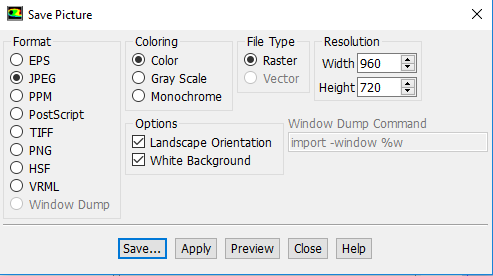 Save Picture
Format
EPS
JPEG
PPM
PostScript
TIFF
PNG
HSF
VRML
Window Dump
Coloring
Color
Gray Scale
Monochrome
File Type
Raster
Vector
Resolution
Width 960
Height 720
Options
Landscape Orientation
White Background
Window Dump Command
import -window %w
Save... Apply Preview Close Help